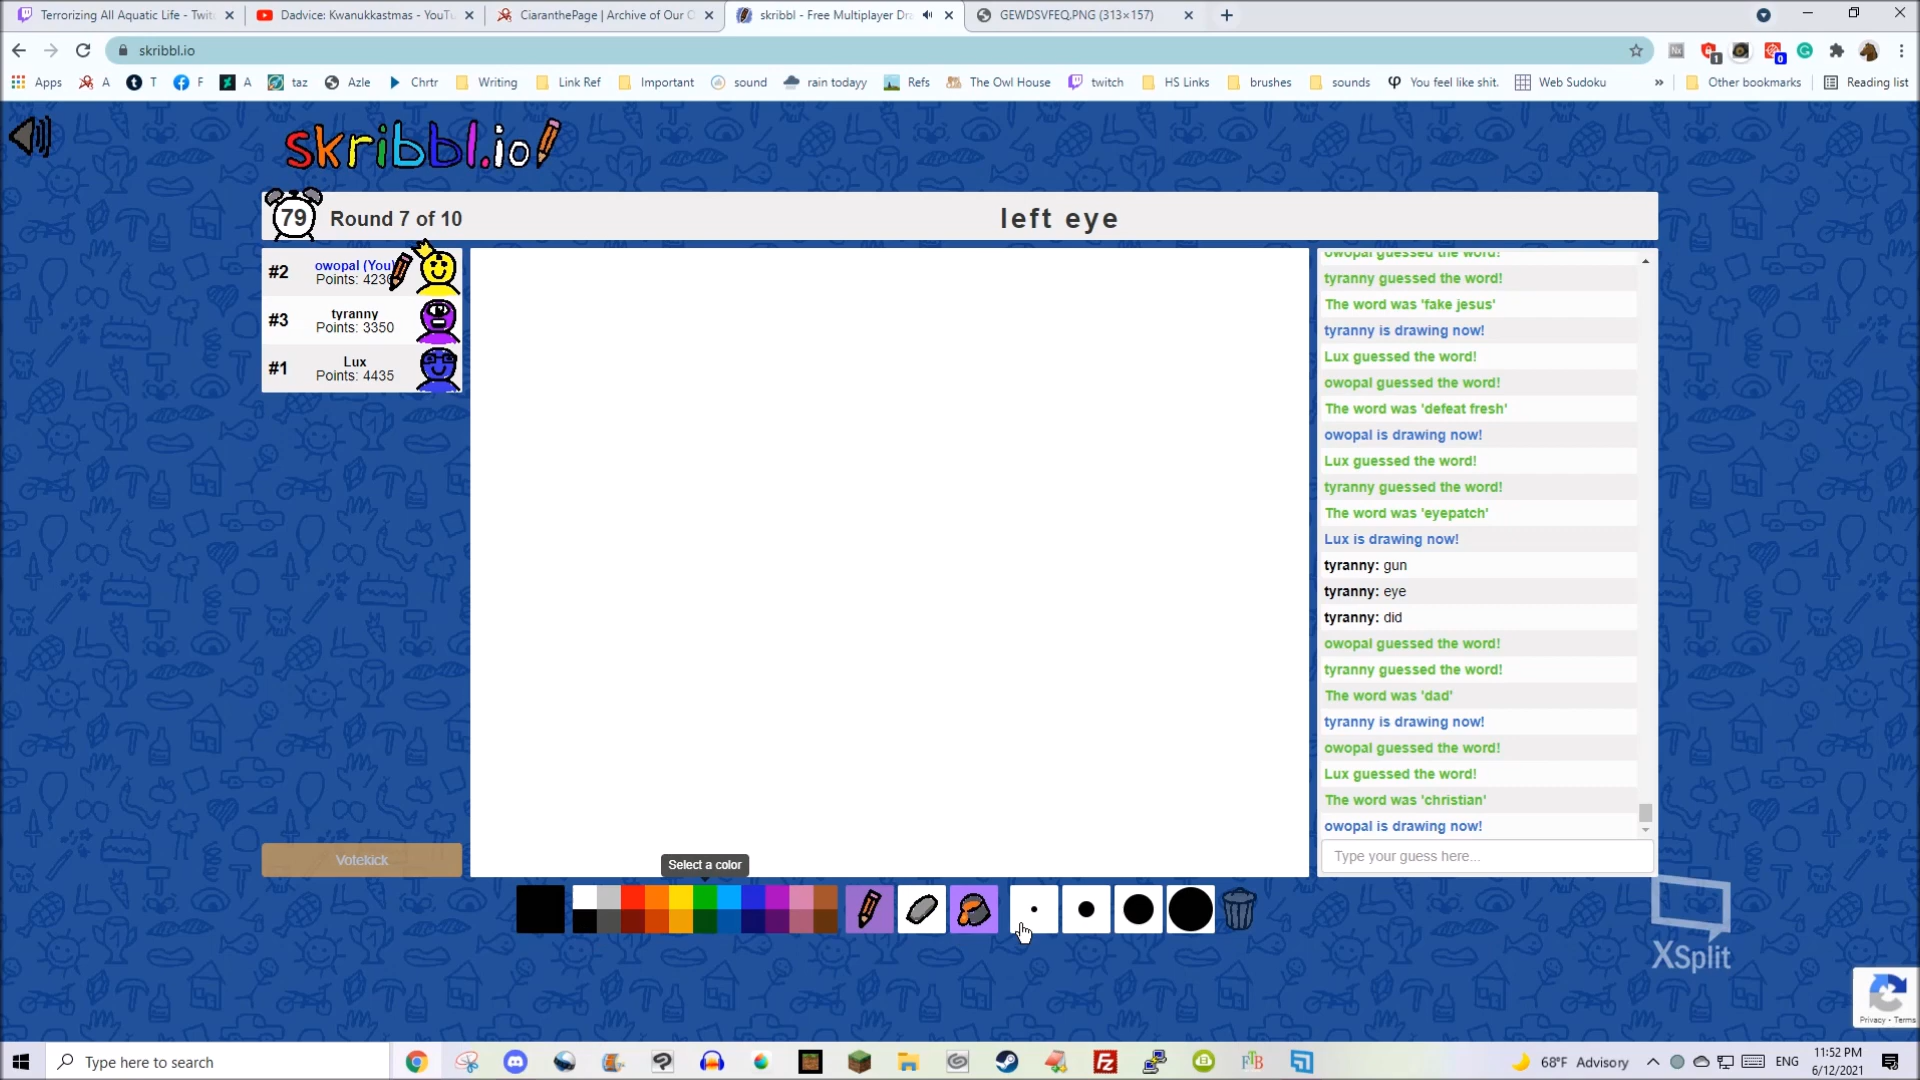 Terrorizing All Aquatic Life - Twit
Dadvice: Kwanukkastmas - YouTu
CiaranthePage | Archive of Our O
skribbl - Free Multiplayer Dra
GEWDSVFEQ.PNG (313×157)
skribbl.io
Apps
A
T
F
A
taz
Azle
Chrtr
Writing
Link Ref
Important
sound
rain todayy
Refs
The Owl House
twitch
HS Links
brushes
sounds
You feel like shit.
Web Sudoku
»
Other bookmarks
Reading list
skribbl.io
79
Round 7 of 10
left eye
#2
owopal (You)
Points: 4230
#3
tyranny
Points: 3350
#1
Lux
Points: 4435
Votekick
owopal guessed the word!
tyranny guessed the word!
The word was 'fake jesus'
tyranny is drawing now!
Lux guessed the word!
owopal guessed the word!
The word was 'defeat fresh'
owopal is drawing now!
Lux guessed the word!
tyranny guessed the word!
The word was 'eyepatch'
Lux is drawing now!
tyranny: gun
tyranny: eye
tyranny: did
owopal guessed the word!
tyranny guessed the word!
The word was 'dad'
tyranny is drawing now!
owopal guessed the word!
Lux guessed the word!
The word was 'christian'
owopal is drawing now!
Type your guess here...
Select a color
XSplit
Privacy - Terms
Type here to search
68°F Advisory
ENG
11:52 PM
6/12/2021